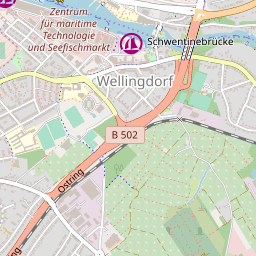 Zentrum
für maritime
Technologie
und Seefischmarkt
Schwentinebrücke
Wellingdorf
B 502
Ostring